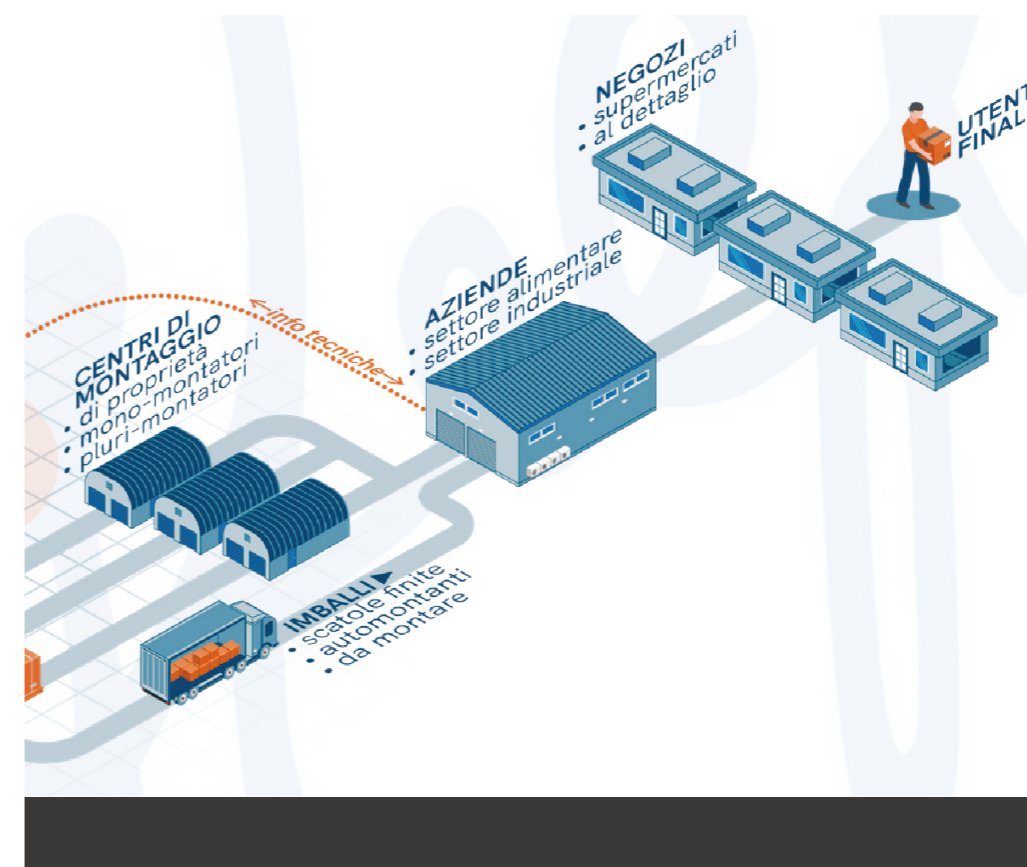 NEGOZI
• supermercati
• al dettaglio
UTENT
FINAL
AZIENDE
• settore alimentare
• settore industriale
info tecniche
CENTRI DI
MONTAGGIO
• di proprietà
• mono-montatori
• pluri-montatori
IMBALLI
• scatole finite
• automontanti
• da montare